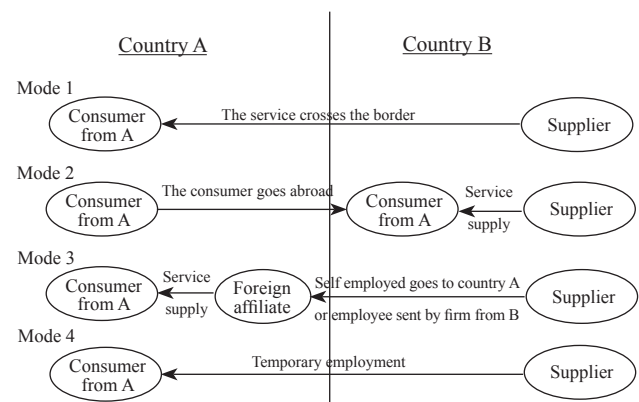 Country A
Country B
Mode 1
Consumer
from A
The service crosses the border
Supplier
Mode 2
Consumer
from A
The consumer goes abroad
Consumer
from A
Service
supply
Supplier
Mode 3
Consumer
from A
Service
supply
Foreign
affiliate
Self employed goes to country A
or employee sent by firm from B
Supplier
Mode 4
Consumer
from A
Temporary employment
Supplier